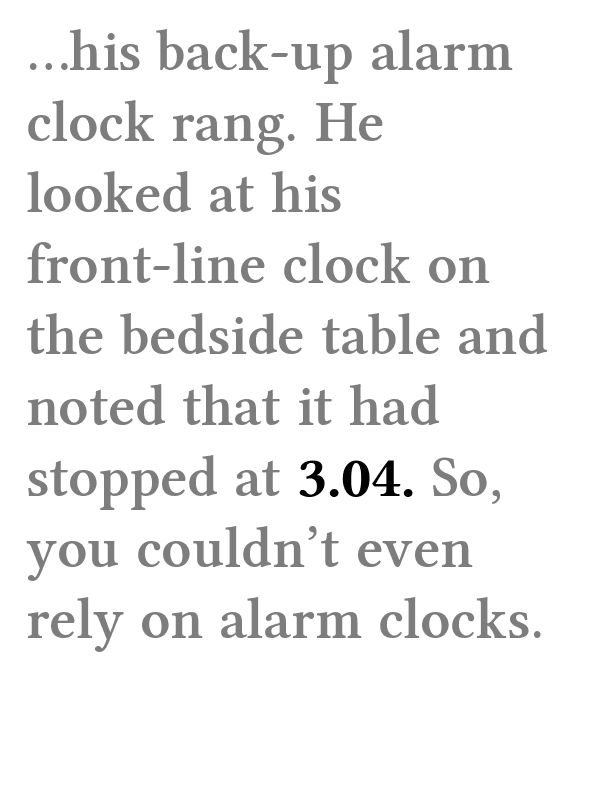 …his back-up alarm
clock rang. He
looked at his
front-line clock on
the bedside table and
noted that it had
stopped at 3.04. So,
you couldn’t even
rely on alarm clocks.